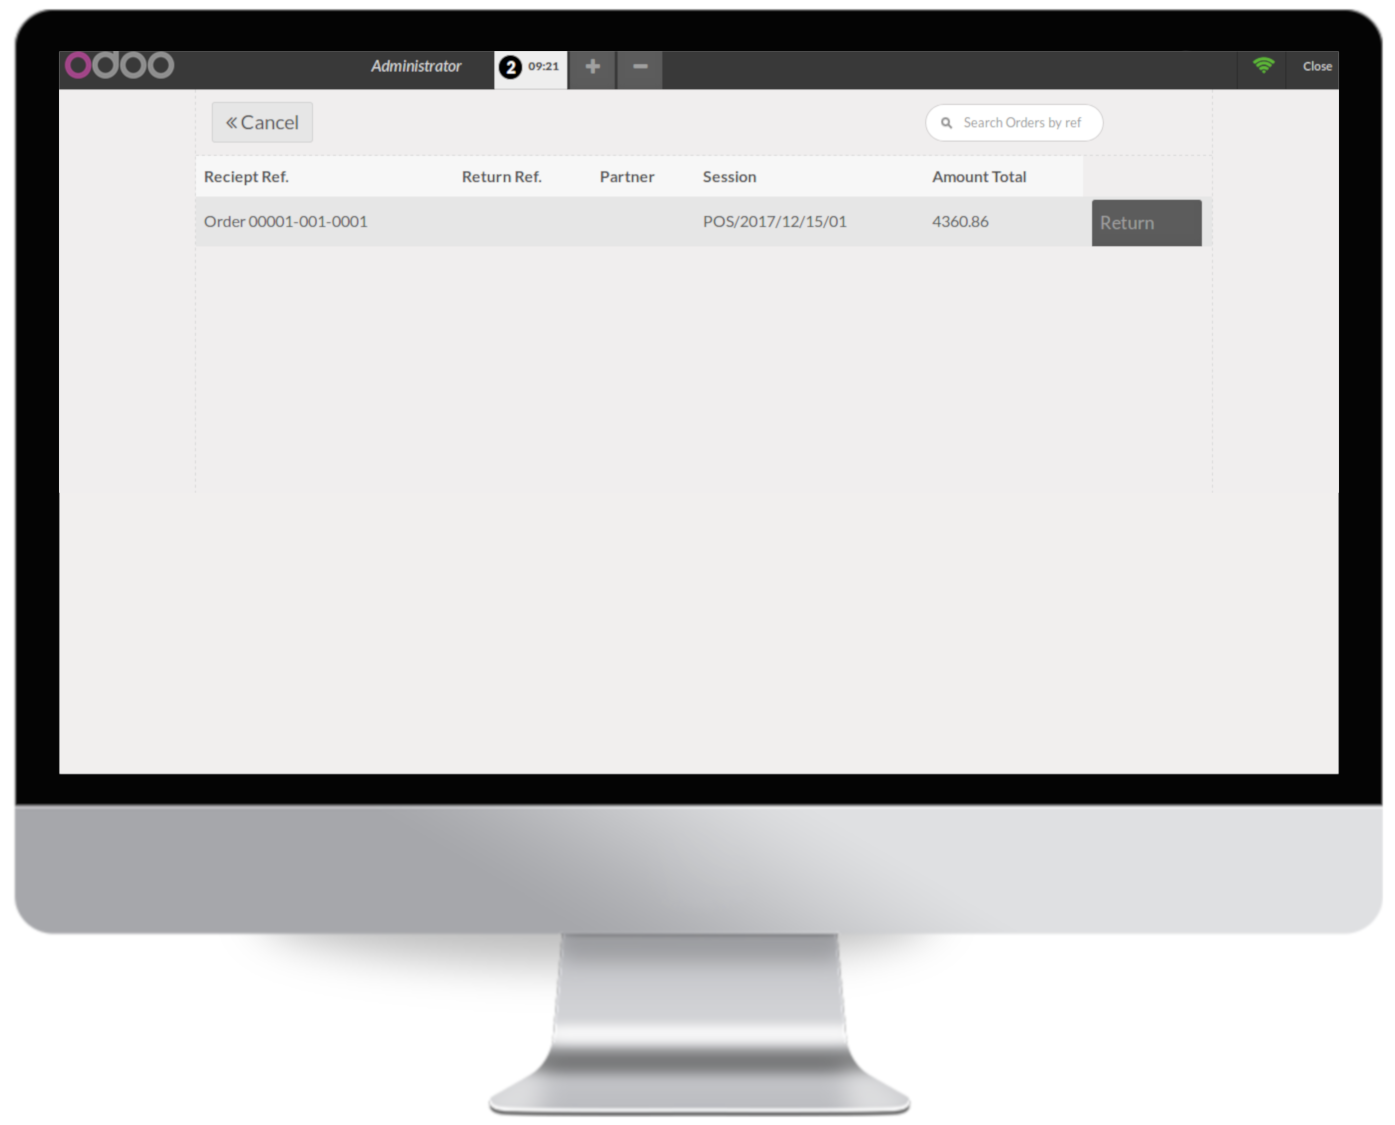 odoo Administrator 2 09:21 + − Close
« Cancel Search Orders by ref
Reciept Ref. Return Ref. Partner Session Amount Total
Order 00001-001-0001 POS/2017/12/15/01 4360.86 Return